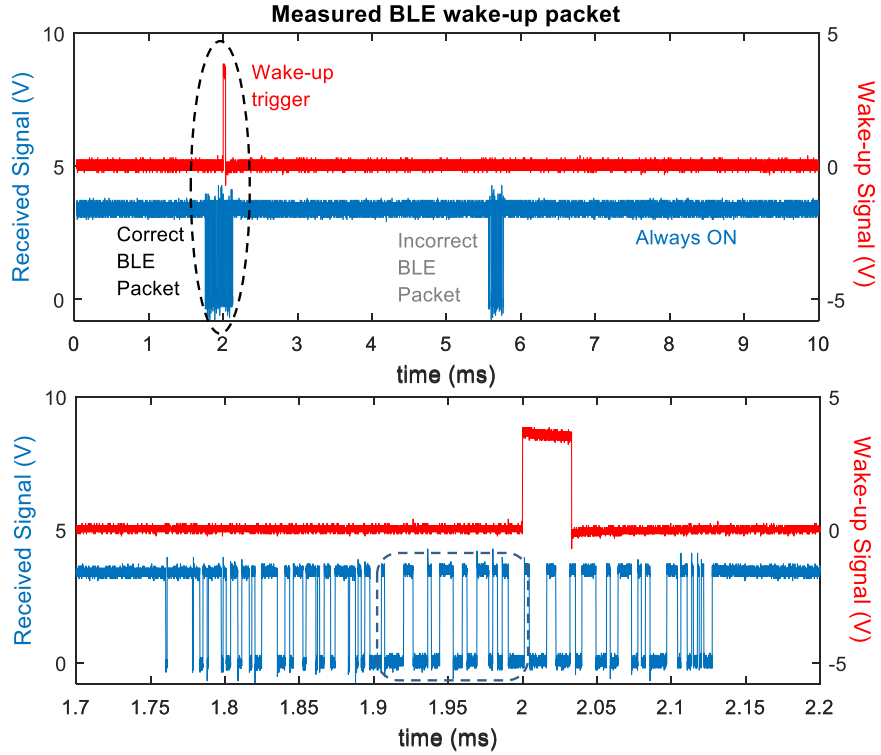 Measured BLE wake-up packet
Received Signal (V)
Wake-up Signal (V)
10
5
0
5
0
-5
Wake-up
trigger
Correct
BLE
Packet
Incorrect
BLE
Packet
Always ON
0 1 2 3 4 5 6 7 8 9 10
time (ms)
Received Signal (V)
Wake-up Signal (V)
10
5
0
5
0
-5
1.7 1.75 1.8 1.85 1.9 1.95 2 2.05 2.1 2.15 2.2
time (ms)